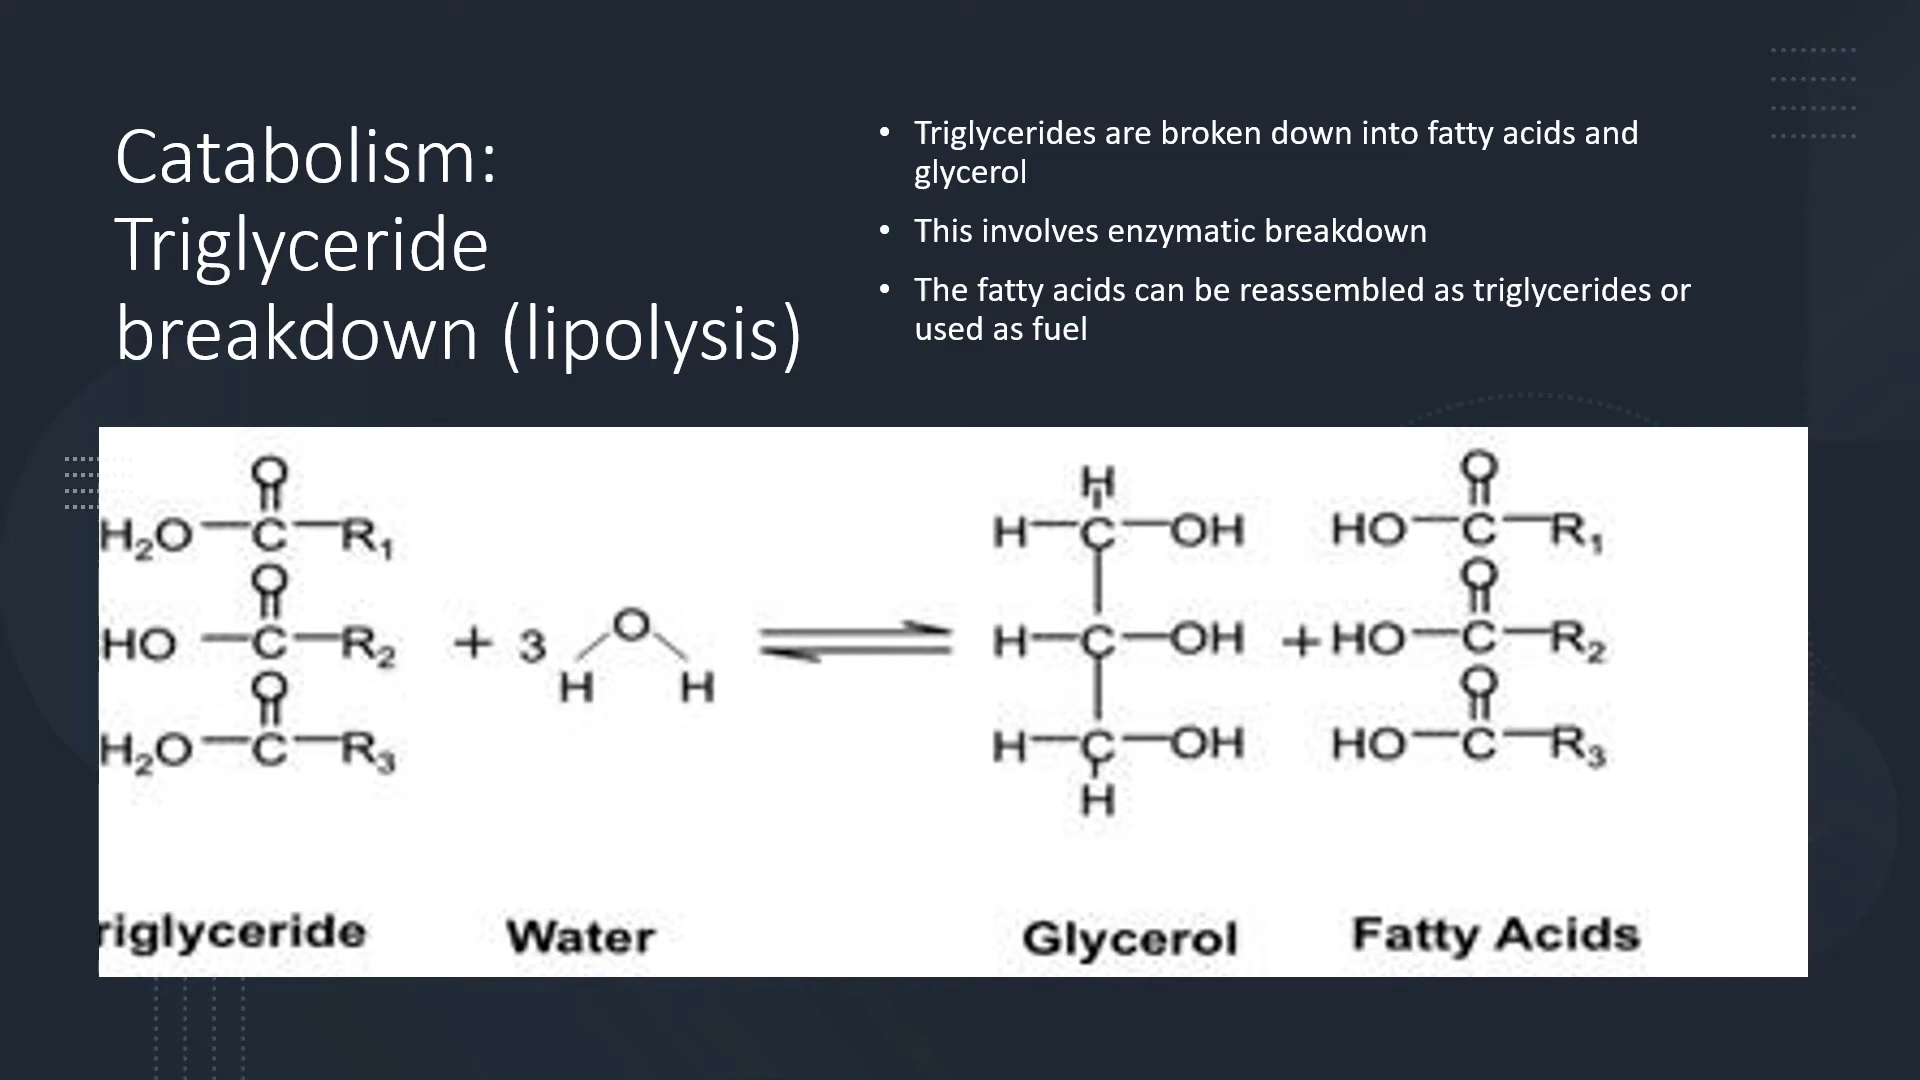 Catabolism:
Triglyceride
breakdown (lipolysis)
• Triglycerides are broken down into fatty acids and
glycerol
• This involves enzymatic breakdown
• The fatty acids can be reassembled as triglycerides or
used as fuel
O
H₂O—C—R₁
O
HO—C—R₂
O
H₂O—C—R₃
+ 3
O
H H
H
H—C—OH
H—C—OH
H—C—OH
H
+
O
HO—C—R₁
O
HO—C—R₂
O
HO—C—R₃
riglyceride
Water
Glycerol
Fatty Acids